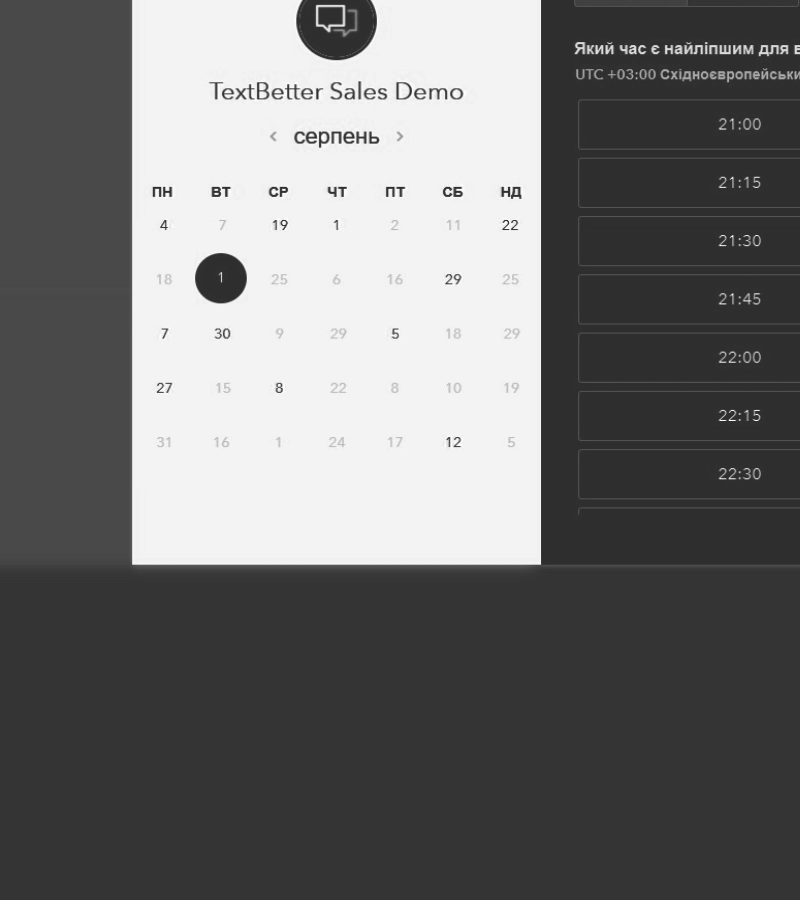 TextBetter Sales Demo
‹ серпень ›
ПН ВТ СР ЧТ ПТ СБ НД
4 7 19 1 2 11 22
18 1 25 6 16 29 25
7 30 9 29 5 18 29
27 15 8 22 8 10 19
31 16 1 24 17 12 5
Який час є найліпшим для
UTC +03:00
21:00
21:15
21:30
21:45
22:00
22:15
22:30